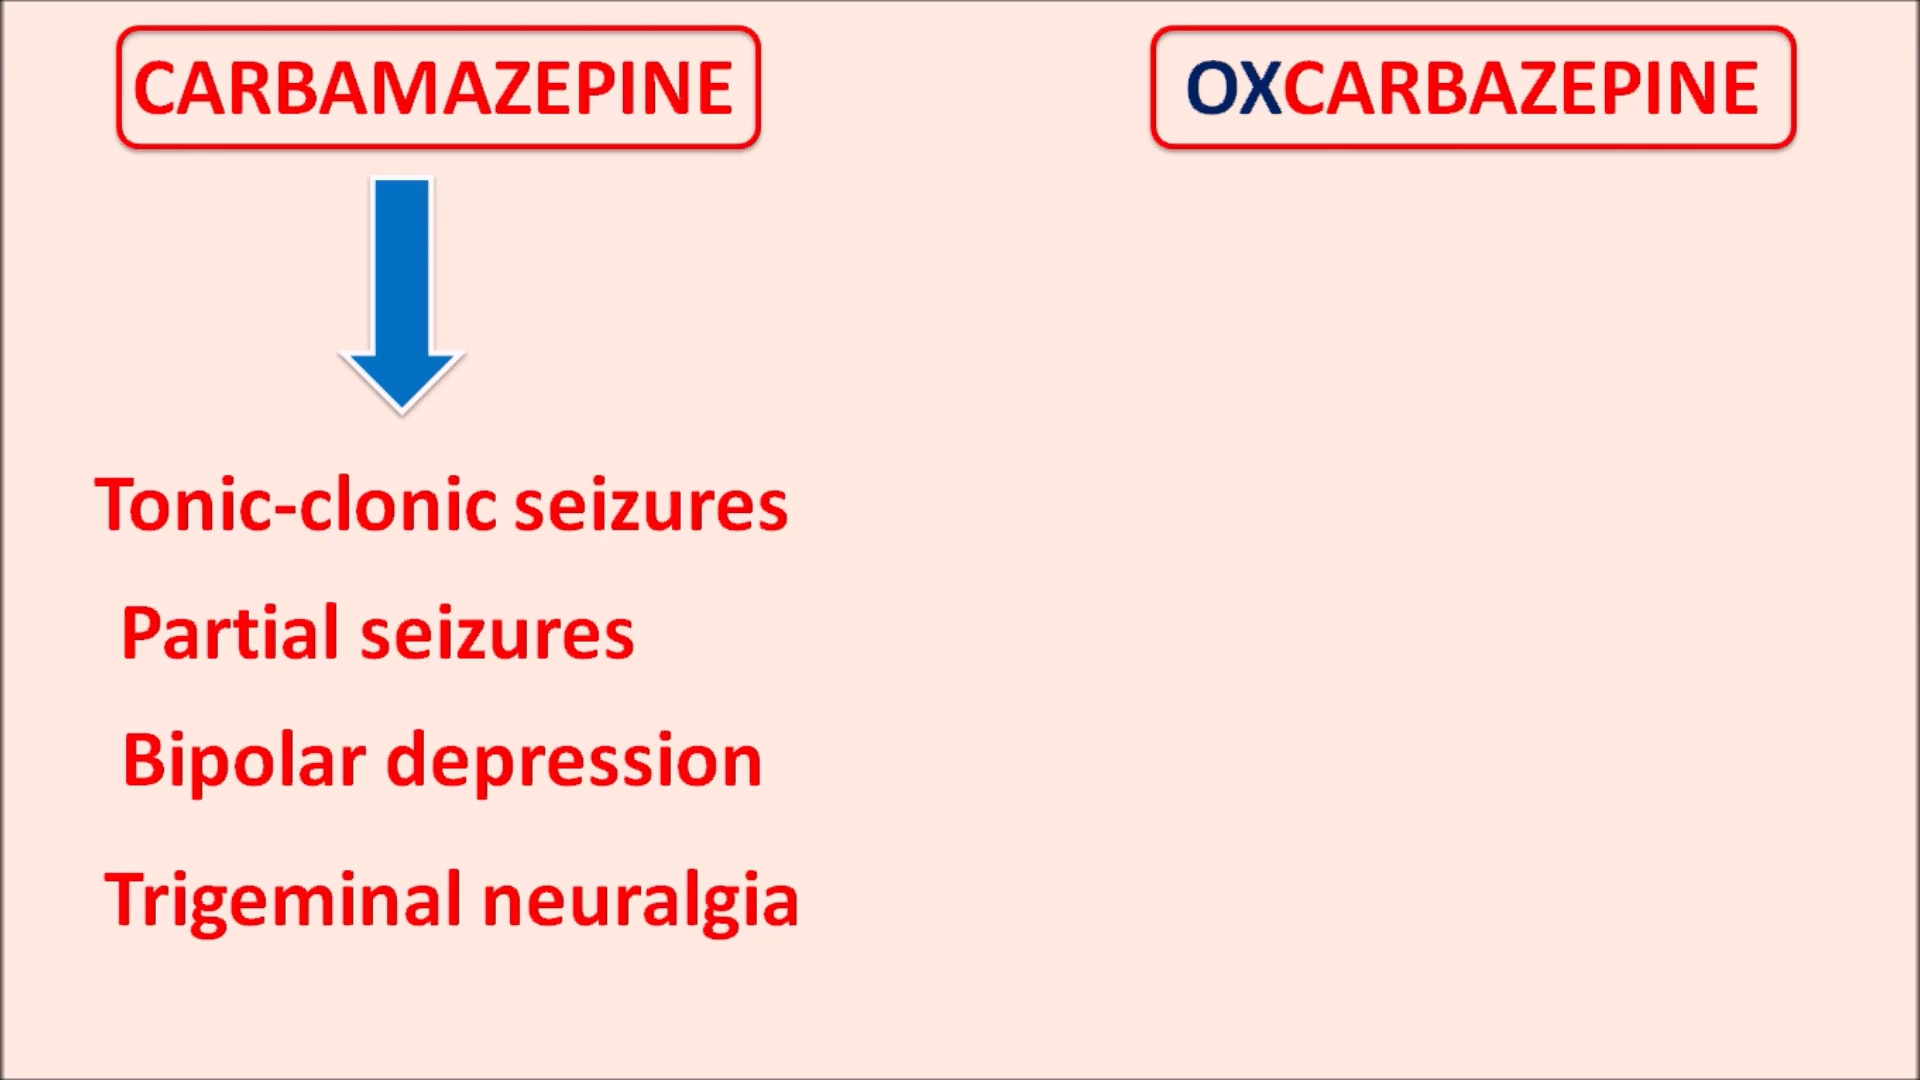 CARBAMAZEPINE
OXCARBAZEPINE
Tonic-clonic seizures
Partial seizures
Bipolar depression
Trigeminal neuralgia